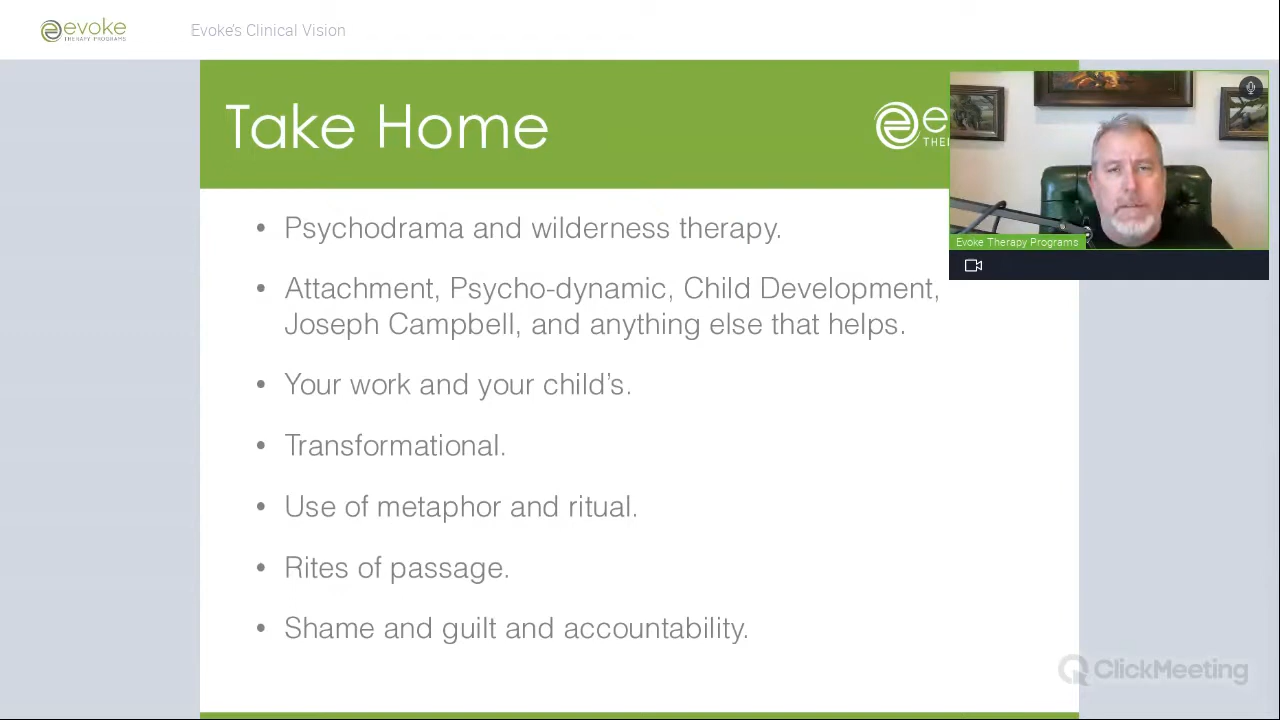 evoke
THERAPY PROGRAMS
Evoke's Clinical Vision
Take Home
e
THE
Evoke Therapy Programs
• Psychodrama and wilderness therapy.
• Attachment, Psycho-dynamic, Child Development,
Joseph Campbell, and anything else that helps.
• Your work and your child's.
• Transformational.
• Use of metaphor and ritual.
• Rites of passage.
• Shame and guilt and accountability.
ClickMeeting